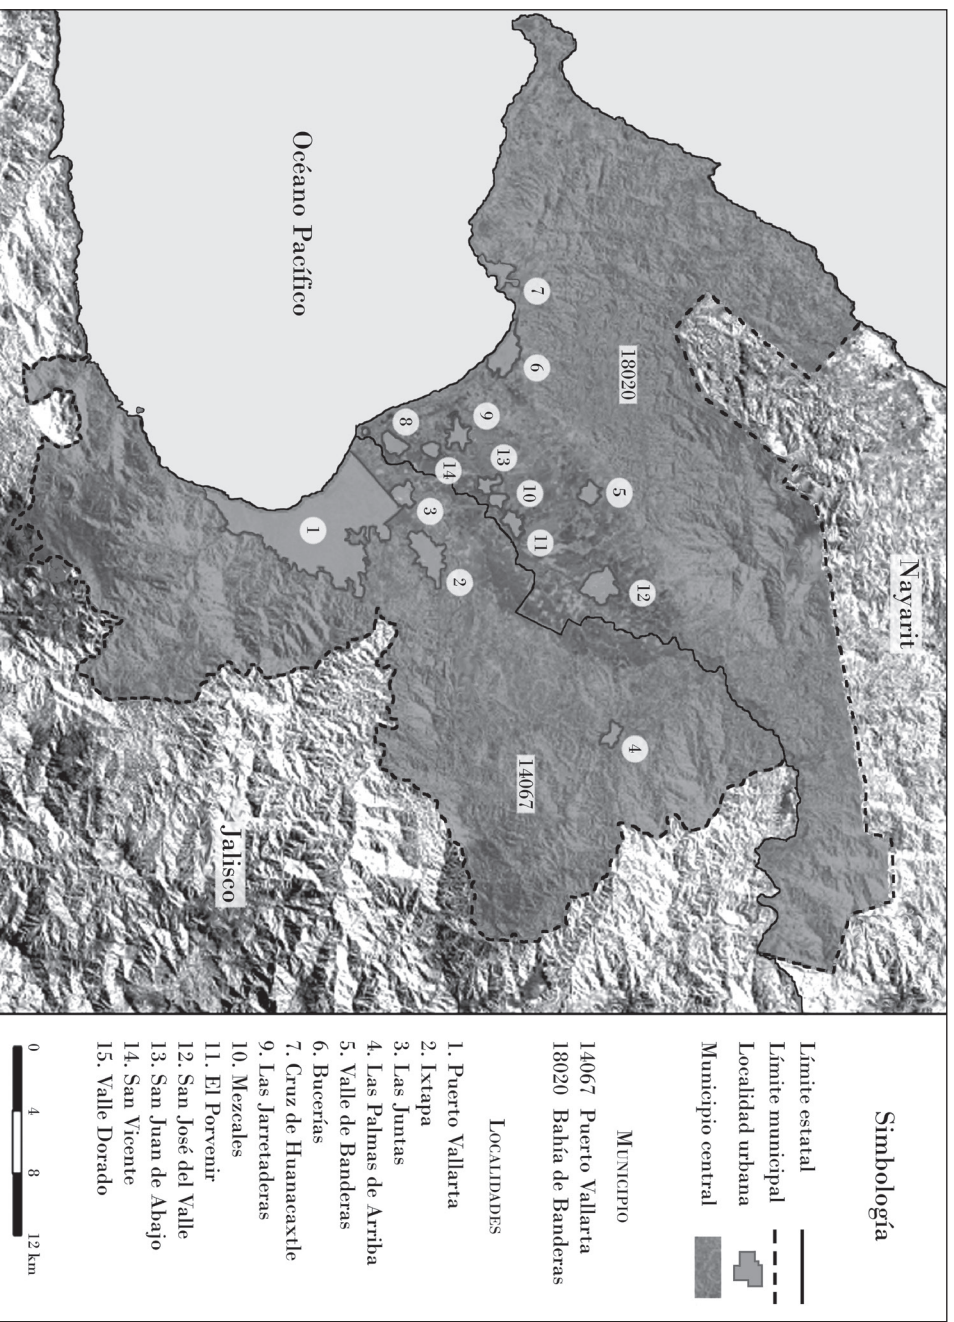 Océano Pacífico
Nayarit
Jalisco
18020
14067
7
6
9
8
13
14
10
5
3
11
1
2
12
4
Simbología
Límite estatal
Límite municipal
Localidad urbana
Municipio central
Municipio
14067 Puerto Vallarta
18020 Bahía de Banderas
Localidades
1. Puerto Vallarta
2. Ixtapa
3. Las Juntas
4. Las Palmas de Arriba
5. Valle de Banderas
6. Bucerías
7. Cruz de Huanacaxtle
9. Las Jarretaderas
10. Mezcales
11. El Porvenir
12. San José del Valle
13. San Juan de Abajo
14. San Vicente
15. Valle Dorado
0 4 8 12 km